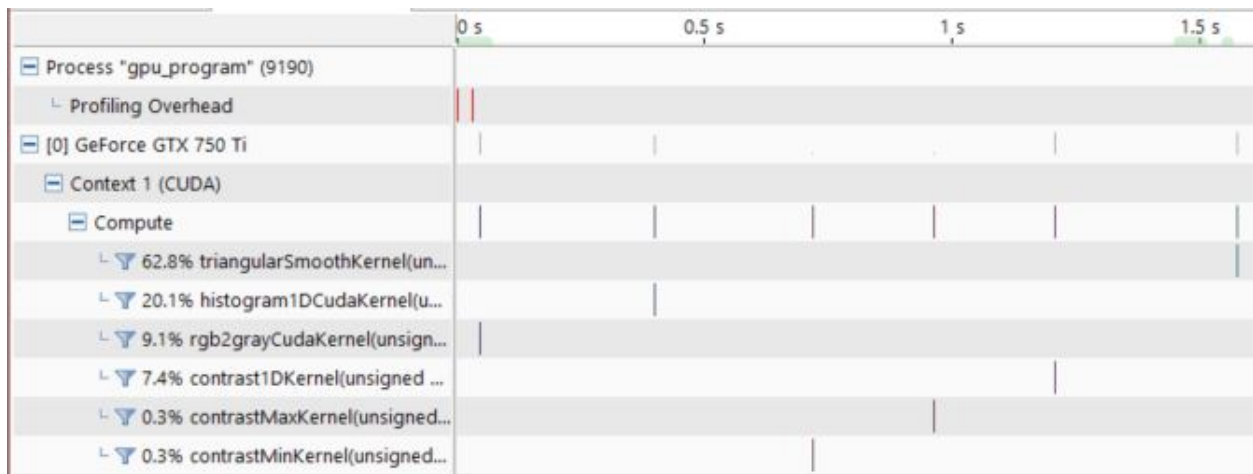 0 s 0.5 s 1 s 1.5 s
Process "gpu_program" (9190)
Profiling Overhead
[0] GeForce GTX 750 Ti
Context 1 (CUDA)
Compute
62.8% triangularSmoothKernel(un...
20.1% histogram1DCudaKernel(u...
9.1% rgb2grayCudaKernel(unsign...
7.4% contrast1DKernel(unsigned ...
0.3% contrastMaxKernel(unsigned...
0.3% contrastMinKernel(unsigned...